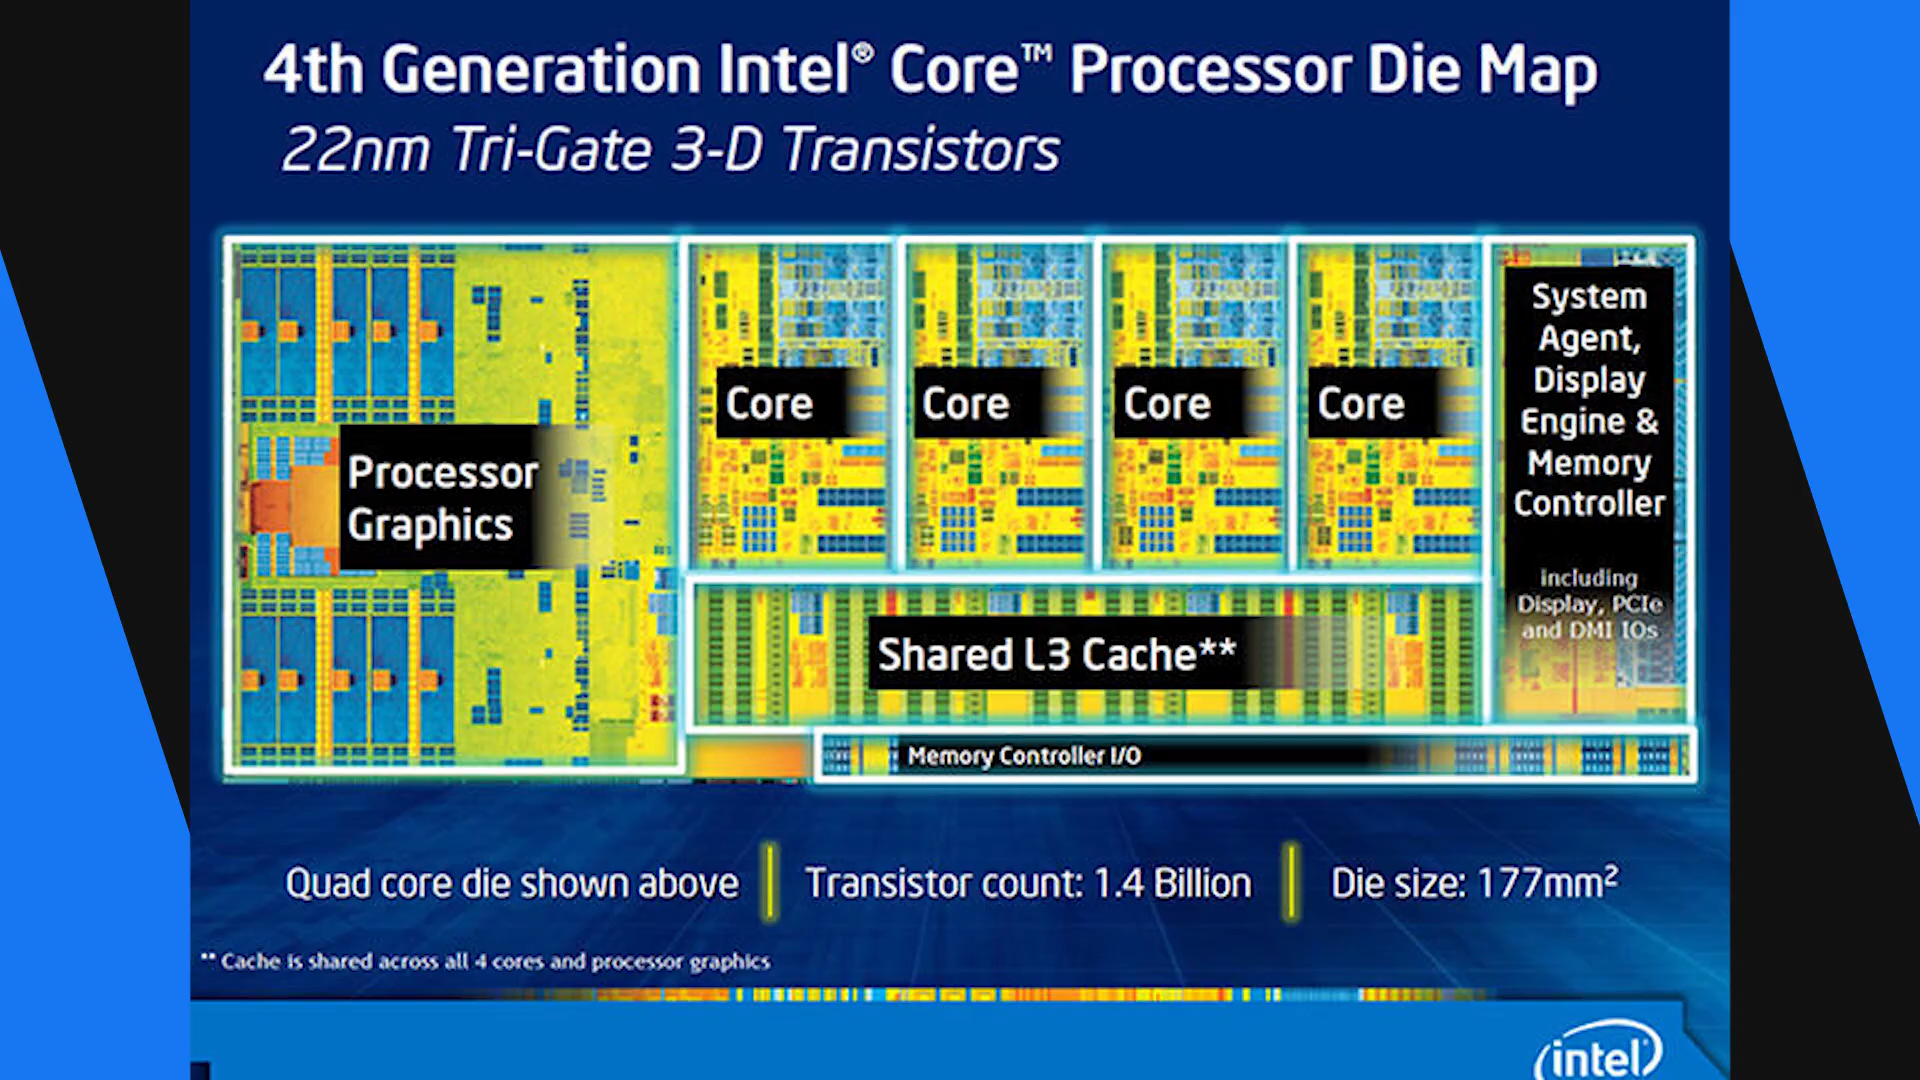 4th Generation Intel® Core™ Processor Die Map
22nm Tri-Gate 3-D Transistors
Processor
Graphics
Core
Core
Core
Core
System
Agent,
Display
Engine &
Memory
Controller
including
Display, PCIe
and DMI IOs
Shared L3 Cache**
Memory Controller I/O
Quad core die shown above
Transistor count: 1.4 Billion
Die size: 177mm²
** Cache is shared across all 4 cores and processor graphics
intel®